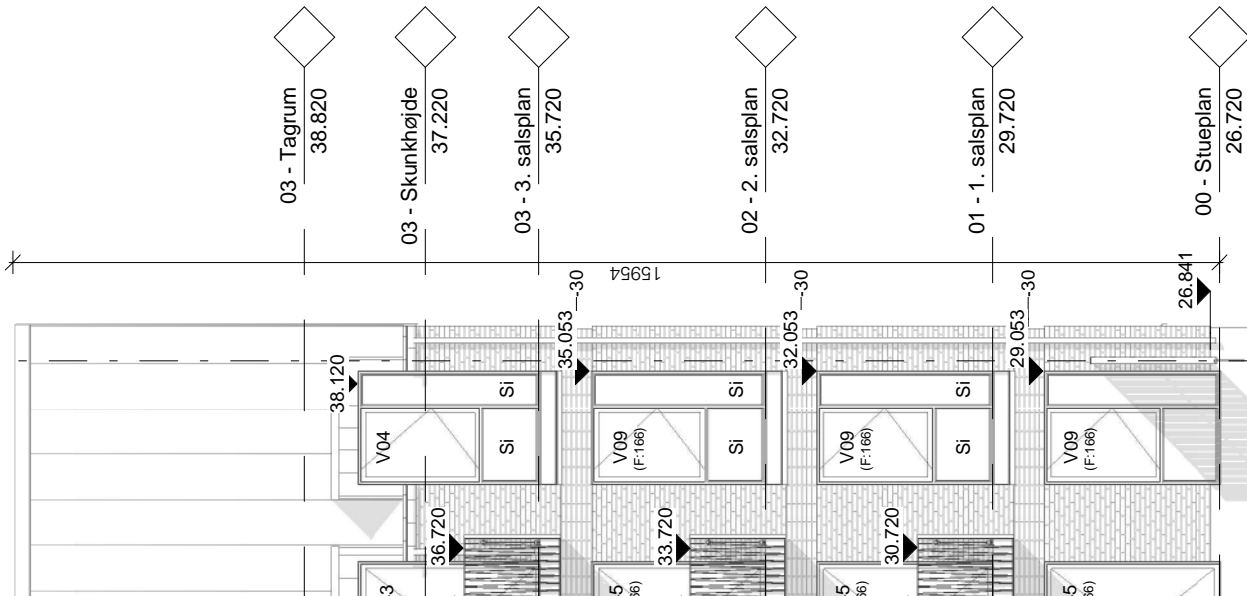 03 - Tagrum
38.820
03 - Skunkhøjde
37.220
03 - 3. salsplan
35.720
02 - 2. salsplan
32.720
01 - 1. salsplan
29.720
00 - Stueplan
26.720
15954
38.120
35.053
-30
32.053
-30
29.053
-30
26.841
V04
Si
Si
V09
(F:166)
Si
Si
V09
(F:166)
Si
Si
V09
(F:166)
36.720
33.720
30.720